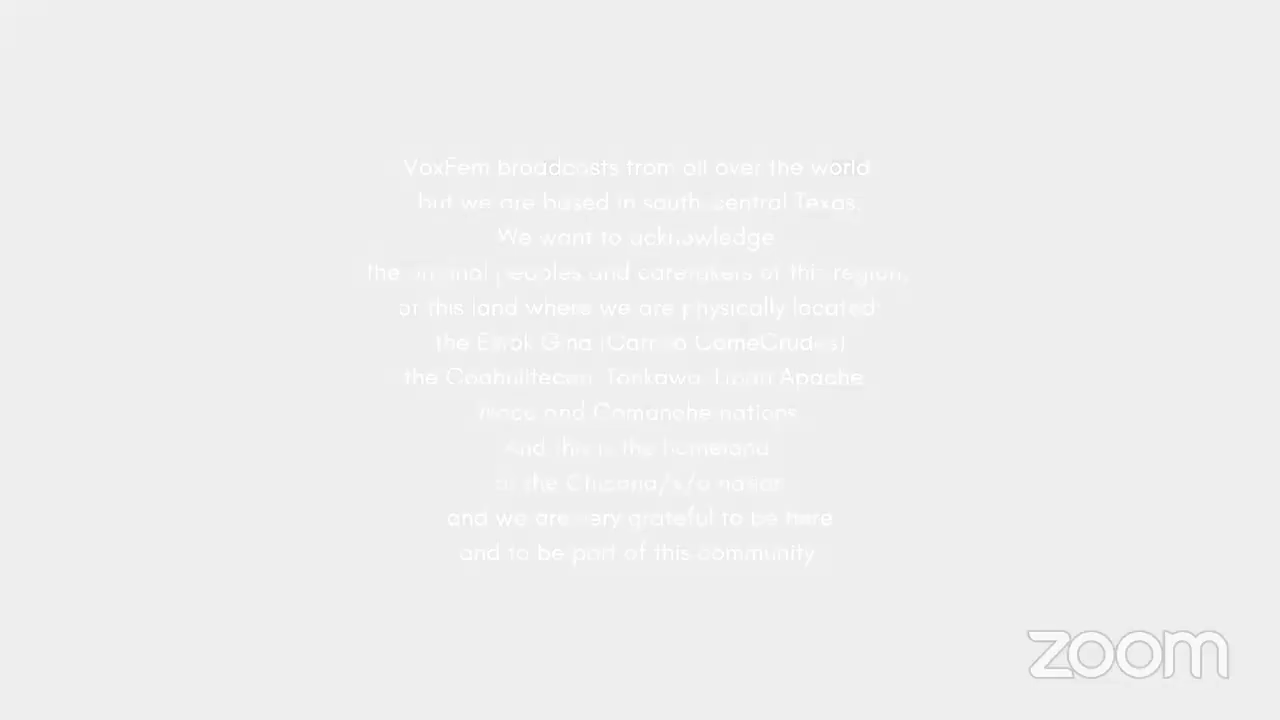 VoxFem broadcasts from all over the world
but we are based in south central Texas.
We want to acknowledge
the original peoples and caretakers of this region,
of this land where we are physically located
the Esto'k Gna (Carrizo ComeCrudos)
the Coahuiltecan, Tonkawa, Lipan Apache
and Comanche nations
And this is the homeland
of the Chicana/x/o nation
and we are very grateful to be here
and to be part of this community
zoom